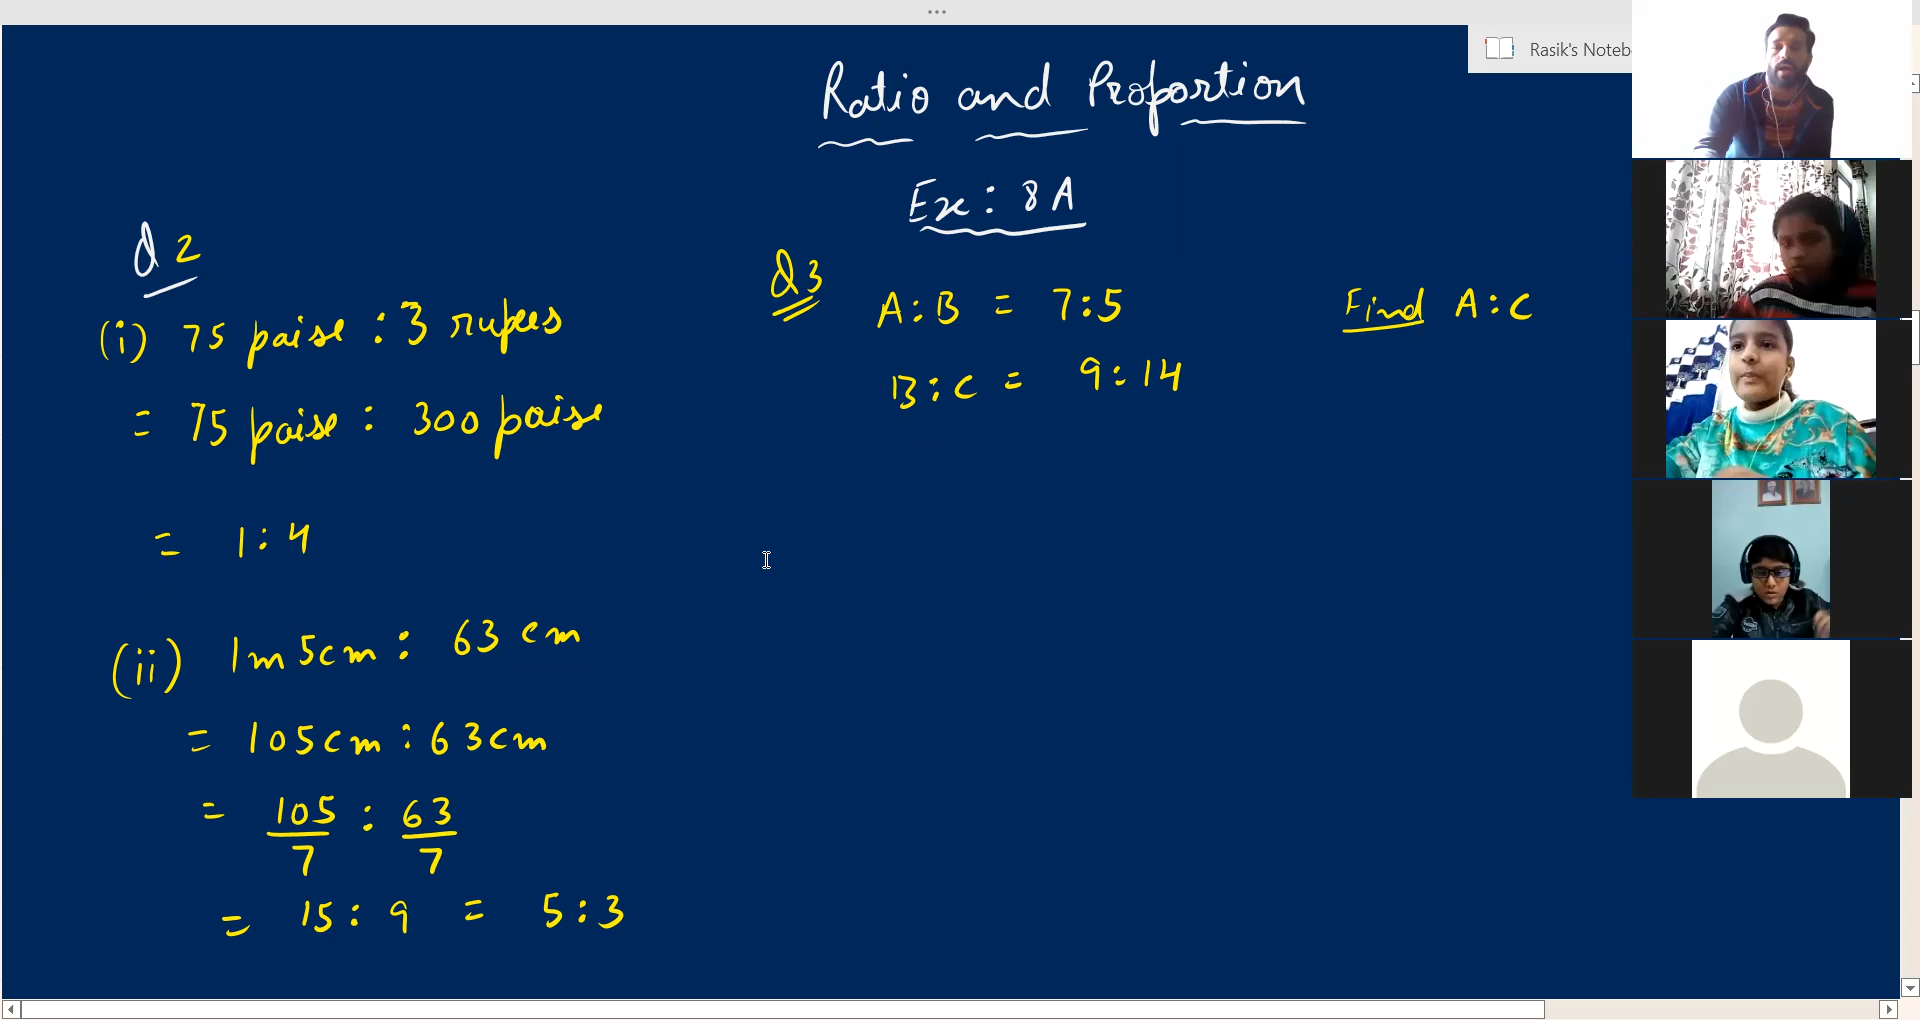 Rasik's Noteb
Ratio and Proportion
Ex: 8A
Q 2
(i) 75 paise : 3 rupees
= 75 paise : 300 paise
= 1 : 4
(ii) 1m 5cm : 63 cm
= 105cm : 63cm
= 105/7 : 63/7
= 15 : 9 = 5 : 3
Q3
A:B = 7:5 Find A:C
B:C = 9:14